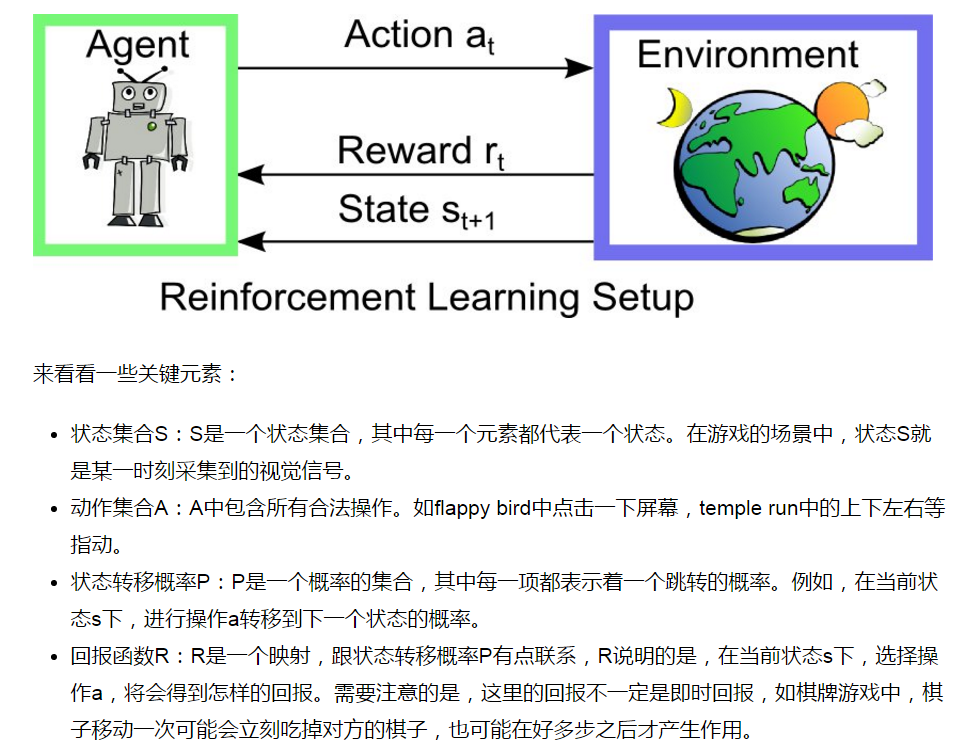 Agent
Action at
Environment
Reward rt
State st+1
Reinforcement Learning Setup
来看看一些关键元素：
• 状态集合S：S是一个状态集合，其中每一个元素都代表一个状态。在游戏的场景中，状态S就
是某一时刻采集到的视觉信号。
• 动作集合A：A中包含所有合法操作。如flappy bird中点击一下屏幕，temple run中的上下左右等
指动。
• 状态转移概率P：P是一个概率的集合，其中每一项都表示着一个跳转的概率。例如，在当前状
态s下，进行操作a转移到下一个状态的概率。
• 回报函数R：R是一个映射，跟状态转移概率P有点联系，R说明的是，在当前状态s下，选择操
作a，将会得到怎样的回报。需要注意的是，这里的回报不一定是即时回报，如棋牌游戏中，棋
子移动一次可能会立刻吃掉对方的棋子，也可能在好多步之后才产生作用。